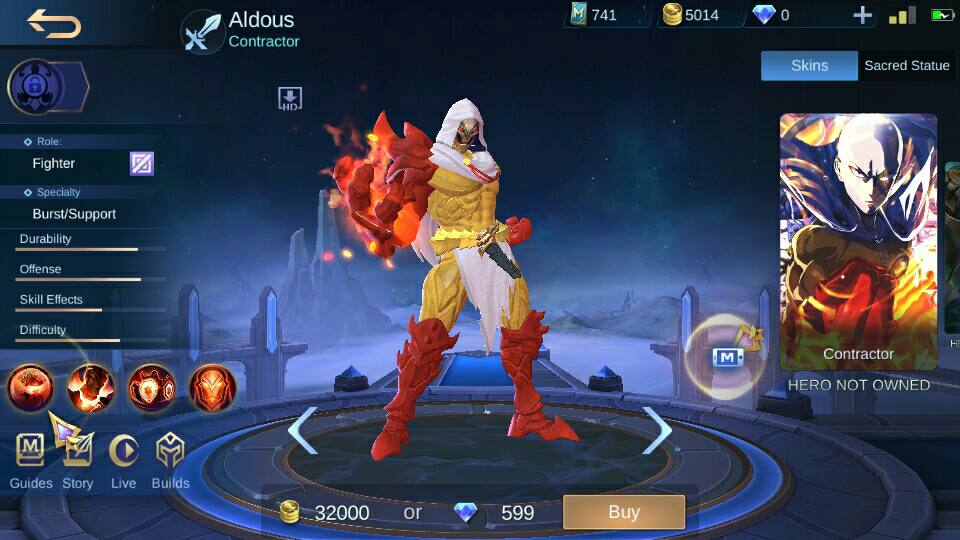 Aldous
Contractor
741
5014
0
Skins
Sacred Statue
HD
Role:
Fighter
Specialty
Burst/Support
Durability
Offense
Skill Effects
Difficulty
M
Contractor
HERO NOT OWNED
M
Guides
Story
Live
Builds
32000 or 599
Buy